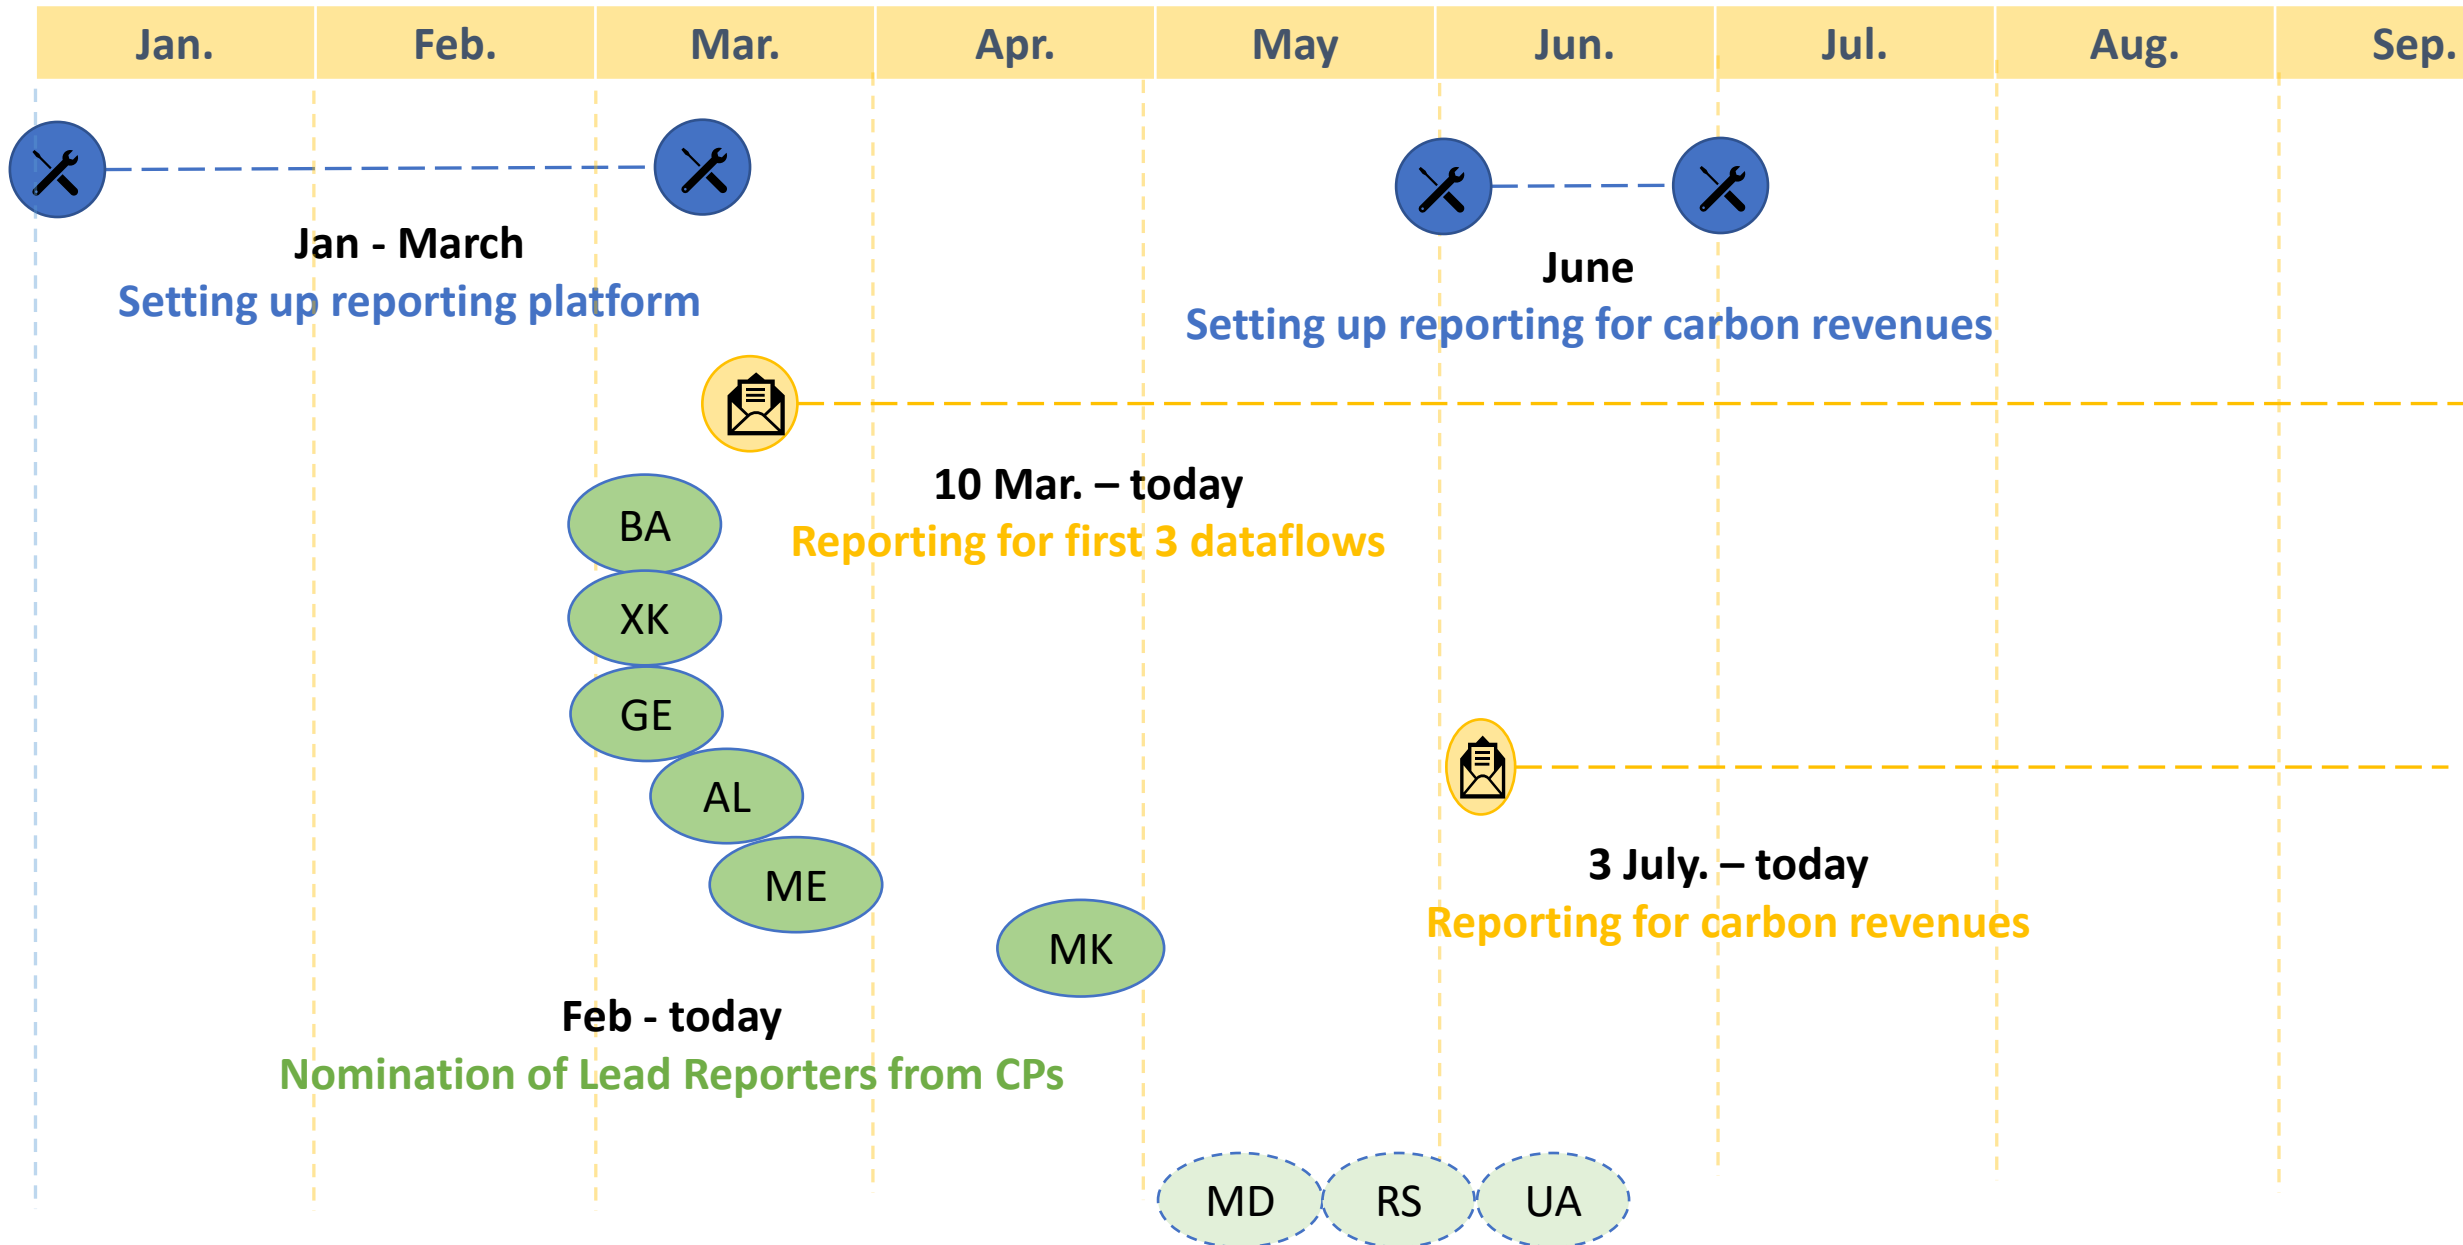 Jan. Feb. Mar. Apr. May Jun. Jul. Aug. Sep.
Jan - March
Setting up reporting platform
June
Setting up reporting for carbon revenues
10 Mar. – today
Reporting for first 3 dataflows
BA
XK
GE
AL
ME
MK
3 July. – today
Reporting for carbon revenues
Feb - today
Nomination of Lead Reporters from CPs
MD RS UA